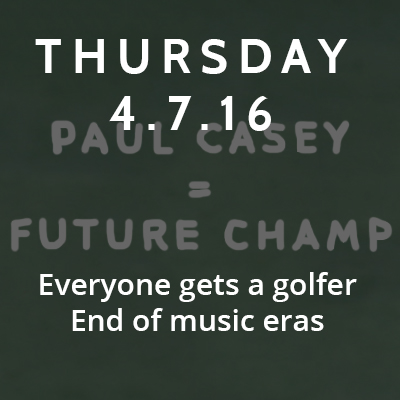 THURSDAY
4.7.16
PAUL CASEY
=
FUTURE CHAMP
Everyone gets a golfer
End of music eras